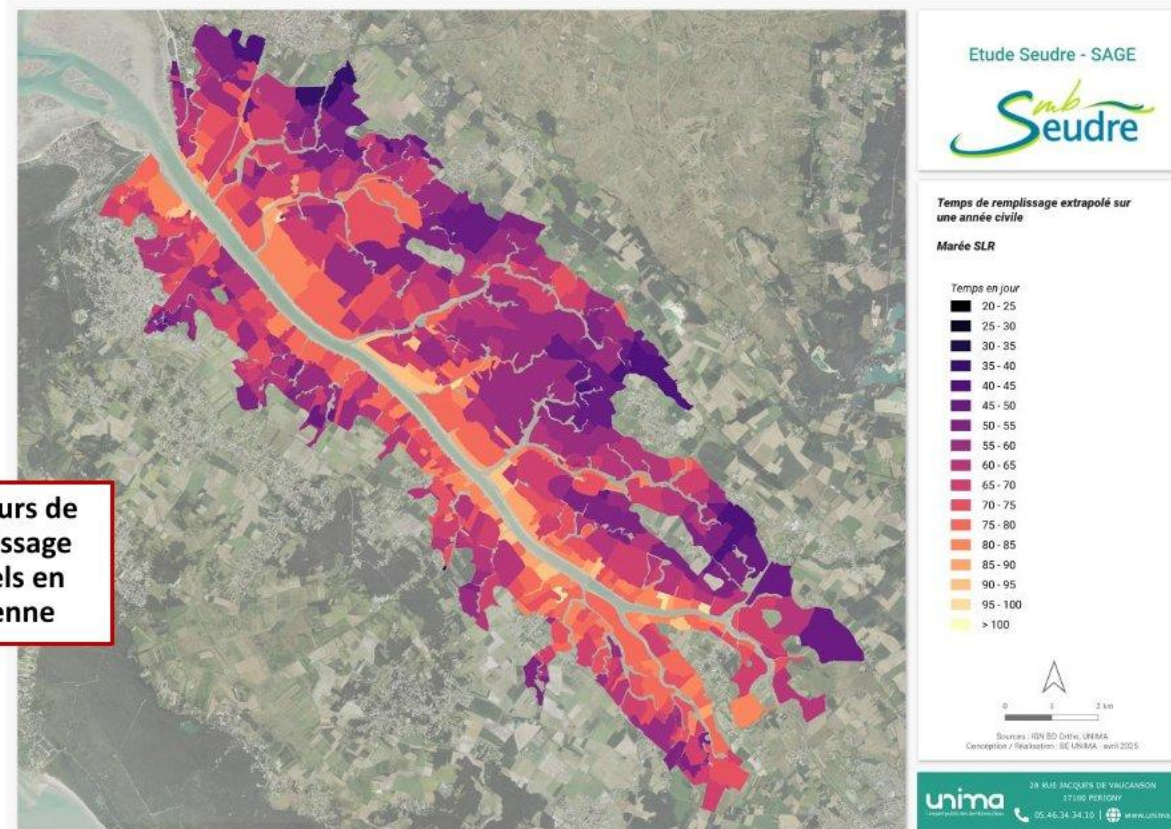 urs de
ssage
els en
enne
Etude Seudre - SAGE
smb
Seudre
Temps de remplissage extrapolé sur
une année civile
Marée SLR
Temps en jour
20 - 25
25 - 30
30 - 35
35 - 40
40 - 45
45 - 50
50 - 55
55 - 60
60 - 65
65 - 70
70 - 75
75 - 80
80 - 85
85 - 90
90 - 95
95 - 100
> 100
0 1 2 km
Sources : IGN BD Ortho, UNIMA
Conception / Réalisation : BE UNIMA avril 2025
unima
28 RUE JACQUES DE VAUCANSON
17180 PERIGNY
05.46.34.34.10 | www.unima